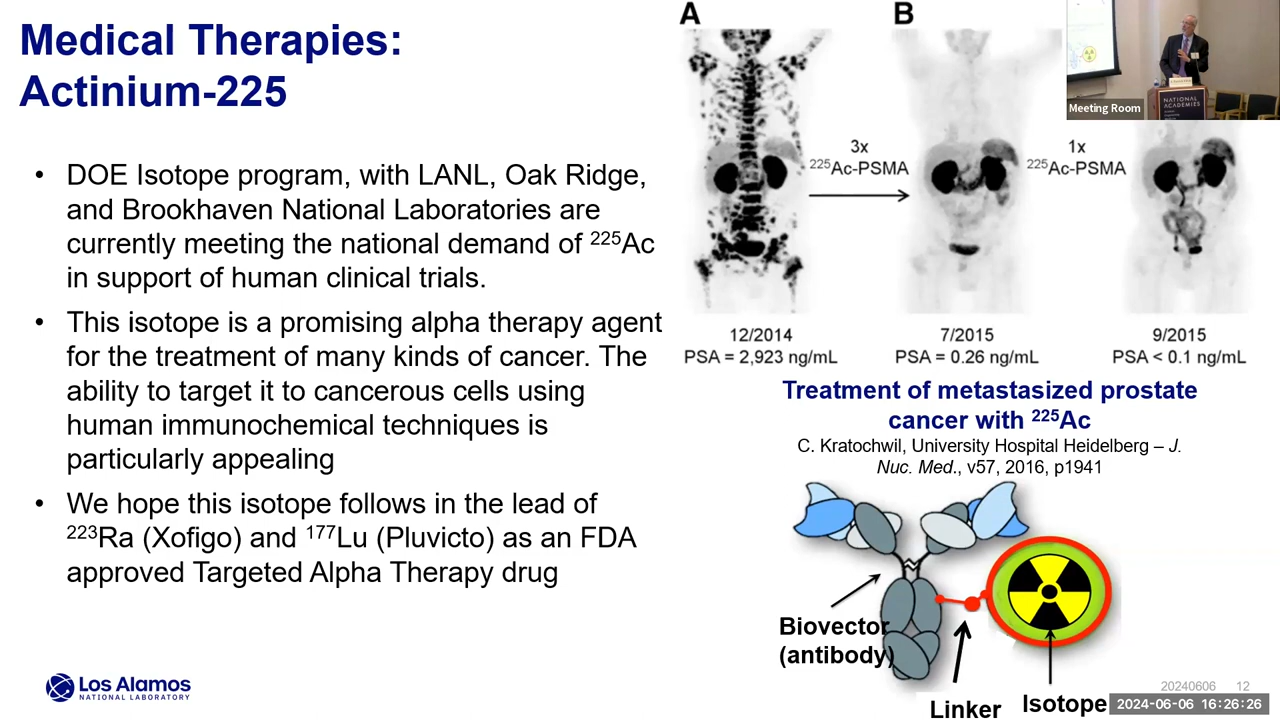 Medical Therapies:
Actinium-225
• DOE Isotope program, with LANL, Oak Ridge,
and Brookhaven National Laboratories are
currently meeting the national demand of ²²⁵Ac
in support of human clinical trials.
• This isotope is a promising alpha therapy agent
for the treatment of many kinds of cancer. The
ability to target it to cancerous cells using
human immunochemical techniques is
particularly appealing
• We hope this isotope follows in the lead of
²²³Ra (Xofigo) and ¹⁷⁷Lu (Pluvicto) as an FDA
approved Targeted Alpha Therapy drug
Los Alamos
NATIONAL LABORATORY
A
B
3x
²²⁵Ac-PSMA
1x
²²⁵Ac-PSMA
12/2014
PSA = 2,923 ng/mL
7/2015
PSA = 0.26 ng/mL
9/2015
PSA < 0.1 ng/mL
Treatment of metastasized prostate
cancer with ²²⁵Ac
C. Kratochwil, University Hospital Heidelberg – J.
Nuc. Med., v57, 2016, p1941
Biovector
(antibody)
Linker
Isotope
20240606 12
2024-06-06 16:26:26
Meeting Room
NATIONAL
ACADEMIES